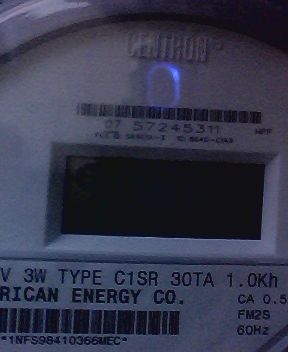 CENTRON
07 57245311
V 3W TYPE C1SR 30TA 1.0Kh
RICAN ENERGY CO.
CA 0.5
FM2S
60Hz
*1NFS98410366MEC*